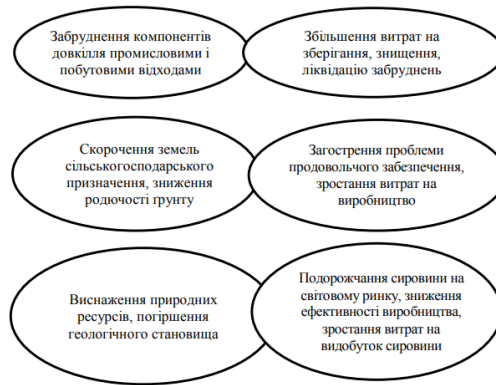 Забруднення компонентів
довкілля промисловими і
побутовими відходами
Збільшення витрат на
зберігання, знищення,
ліквідацію забруднень
Скорочення земель
сільськогосподарського
призначення, зниження
родючості ґрунту
Загострення проблеми
продовольчого забезпечення,
зростання витрат на
виробництво
Виснаження природних
ресурсів, погіршення
геологічного становища
Подорожчання сировини на
світовому ринку, зниження
ефективності виробництва,
зростання витрат на
видобуток сировини